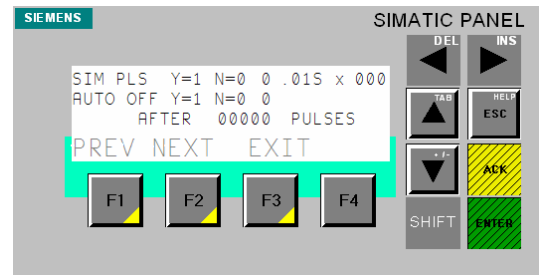 SIEMENS
SIMATIC PANEL
SIM PLS Y=1 N=0 0 .01S x 000
AUTO OFF Y=1 N=0 0
AFTER 00000 PULSES
PREV NEXT EXIT
F1 F2 F3 F4
DEL INS
TAB HELP
ESC
+/-
ACK
SHIFT ENTER